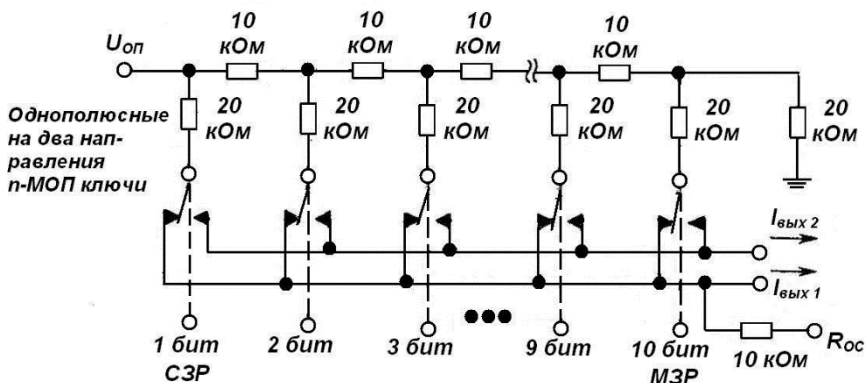 10 кОм
10 кОм
10 кОм
10 кОм
Uоп
20 кОм
20 кОм
20 кОм
20 кОм
20 кОм
20 кОм
Однополюсные
на два нап-
равления
n-МОП ключи
Iвых 2
Iвых 1
Rос
10 кОм
1 бит
СЗР
2 бит
3 бит
9 бит
10 бит
МЗР